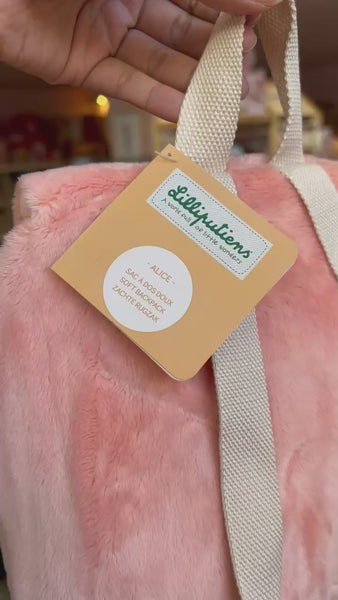 Lilliputiens
A world full of little wonders
- ALICE -
SAC À DOS DOUX
SOFT BACKPACK
ZACHTE RUGZAK